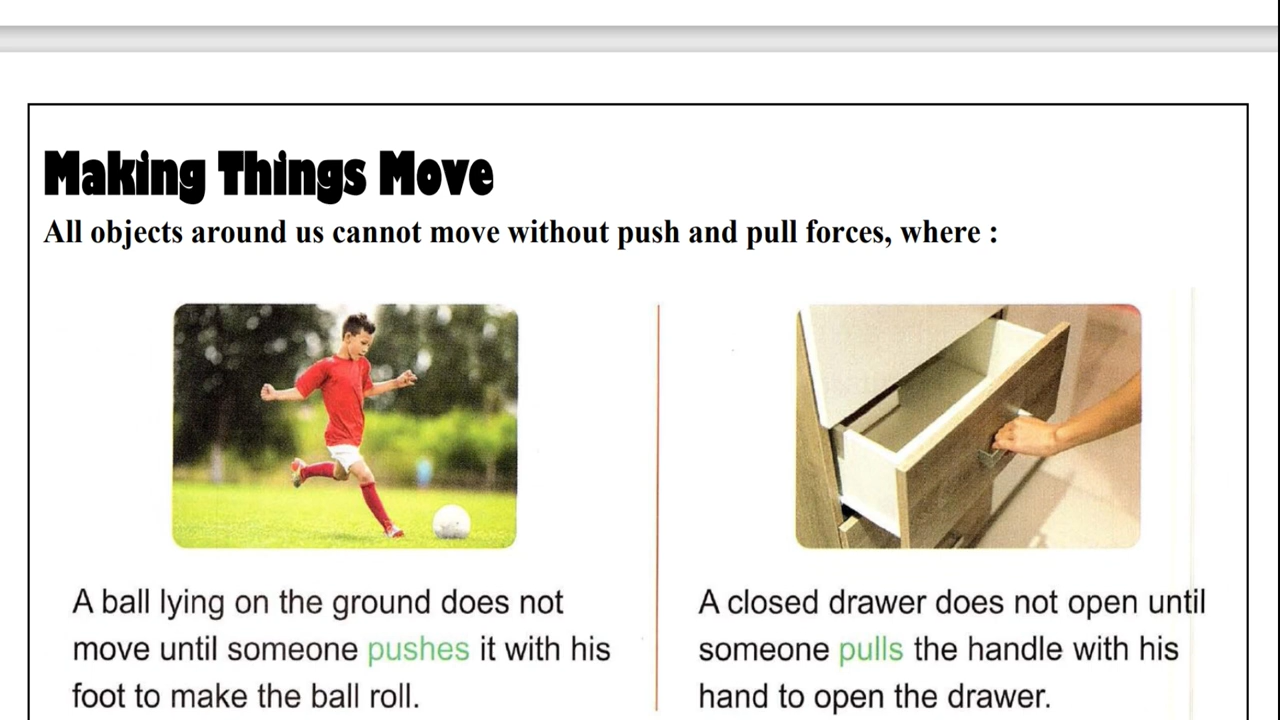 Making Things Move
All objects around us cannot move without push and pull forces, where :
A ball lying on the ground does not
move until someone pushes it with his
foot to make the ball roll.
A closed drawer does not open until
someone pulls the handle with his
hand to open the drawer.